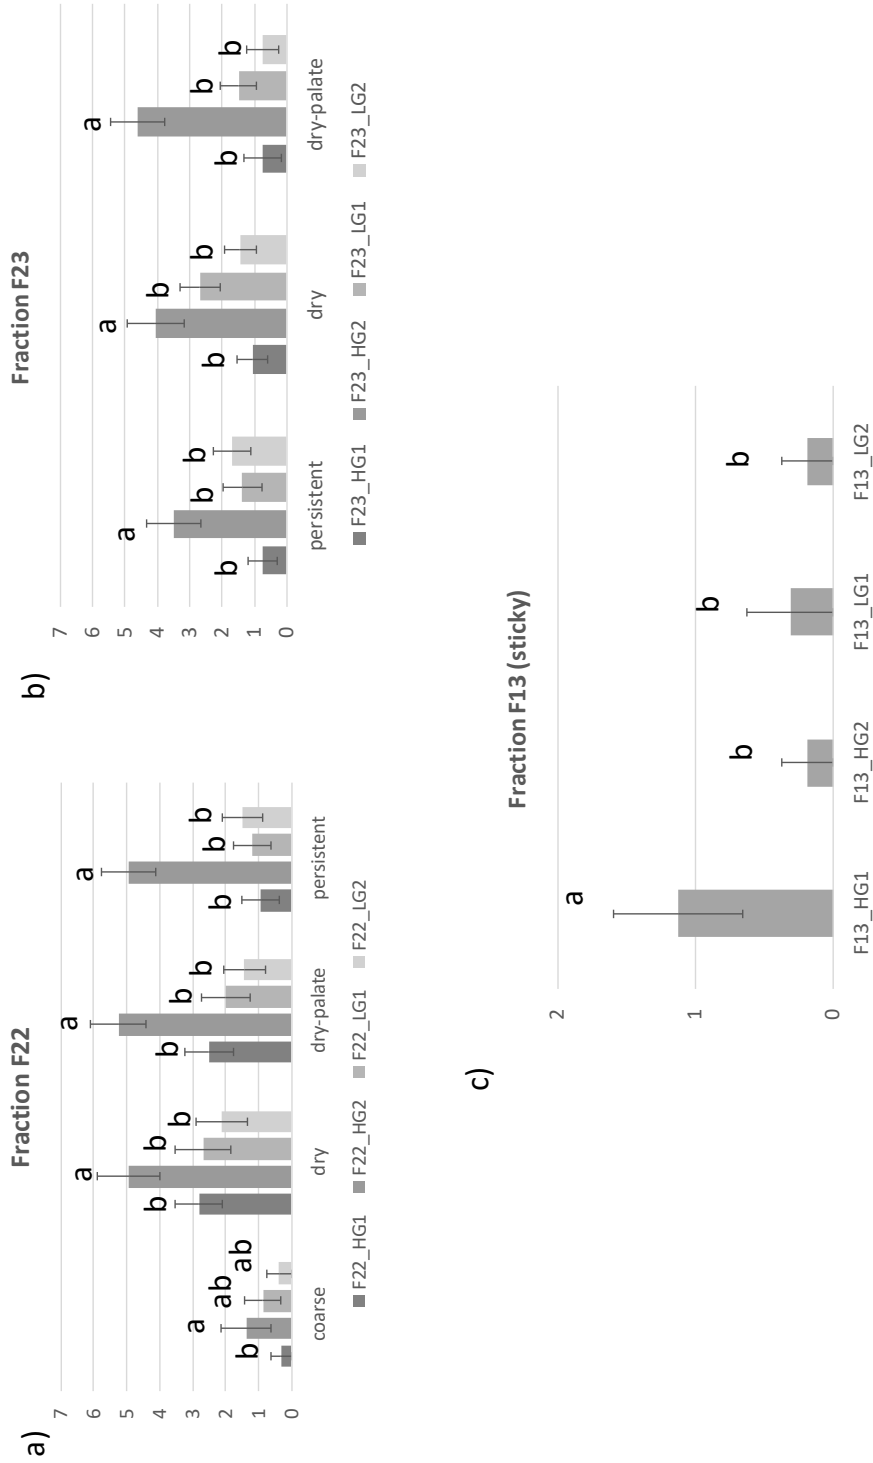 a)
Fraction F22
7
6
5
4
3
2
1
0
b
a
ab
ab
b
a
b
b
b
a
b
b
b
a
b
b
coarse
dry
dry-palate
persistent
F22_HG1
F22_HG2
F22_LG1
F22_LG2
b)
Fraction F23
7
6
5
4
3
2
1
0
b
a
b
b
b
a
b
b
b
a
b
b
persistent
dry
dry-palate
F23_HG1
F23_HG2
F23_LG1
F23_LG2
c)
Fraction F13 (sticky)
2
1
0
a
b
b
b
F13_HG1
F13_HG2
F13_LG1
F13_LG2